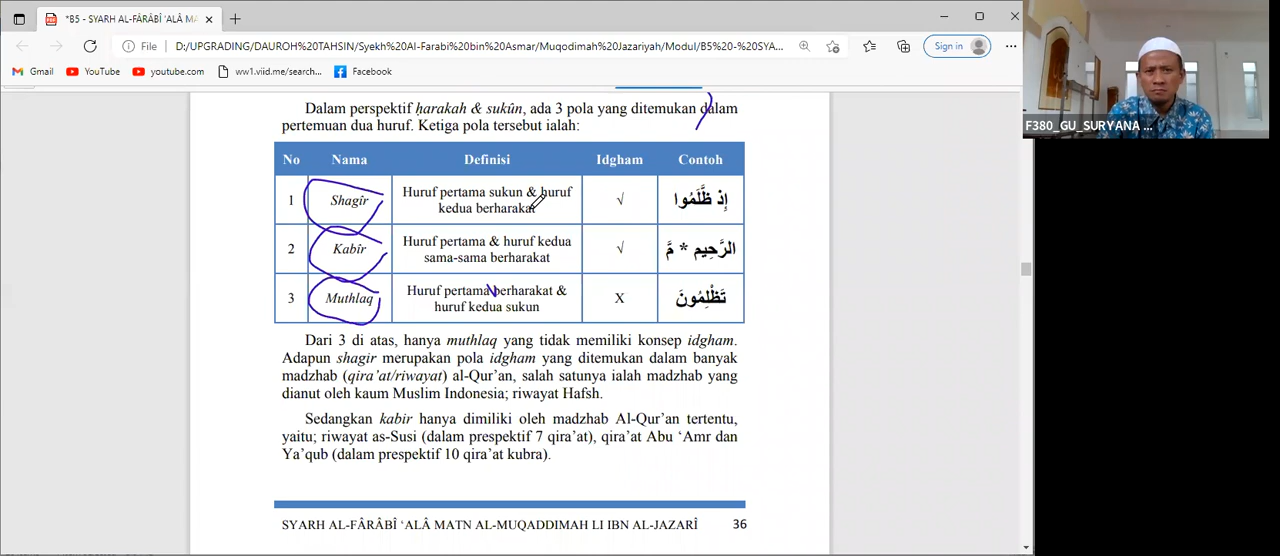 *B5 - SYARH AL-FÂRÂBÎ 'ALÂ MA
File D:/UPGRADING/DAUROH%20TAHSIN/Syekh%20Al-Farabi%20bin%20Asmar/Muqodimah%20Jazariyah/Modul/B5%20-%20SYA...
Sign in
Gmail YouTube youtube.com ww1.viid.me/search... Facebook
F380_GU_SURYANA ...
Dalam perspektif ḥarakah & sukûn, ada 3 pola yang ditemukan dalam
pertemuan dua huruf. Ketiga pola tersebut ialah:
No Nama Definisi Idgham Contoh
1 Shagîr Huruf pertama sukun & huruf kedua berharakat √ إِذ ظَّلَمُوا
2 Kabîr Huruf pertama & huruf kedua sama-sama berharakat √ الرَّحِيم * مَّ
3 Muthlaq Huruf pertama berharakat & huruf kedua sukun X تَظْلِمُونَ
Dari 3 di atas, hanya muthlaq yang tidak memiliki konsep idgham.
Adapun shagir merupakan pola idgham yang ditemukan dalam banyak
madzhab (qira'at/riwayat) al-Qur'an, salah satunya ialah madzhab yang
dianut oleh kaum Muslim Indonesia; riwayat Hafsh.
Sedangkan kabir hanya dimiliki oleh madzhab Al-Qur'an tertentu,
yaitu; riwayat as-Susi (dalam prespektif 7 qira'at), qira'at Abu 'Amr dan
Ya'qub (dalam prespektif 10 qira'at kubra).
SYARH AL-FÂRÂBÎ 'ALÂ MATN AL-MUQADDIMAH LI IBN AL-JAZARÎ 36